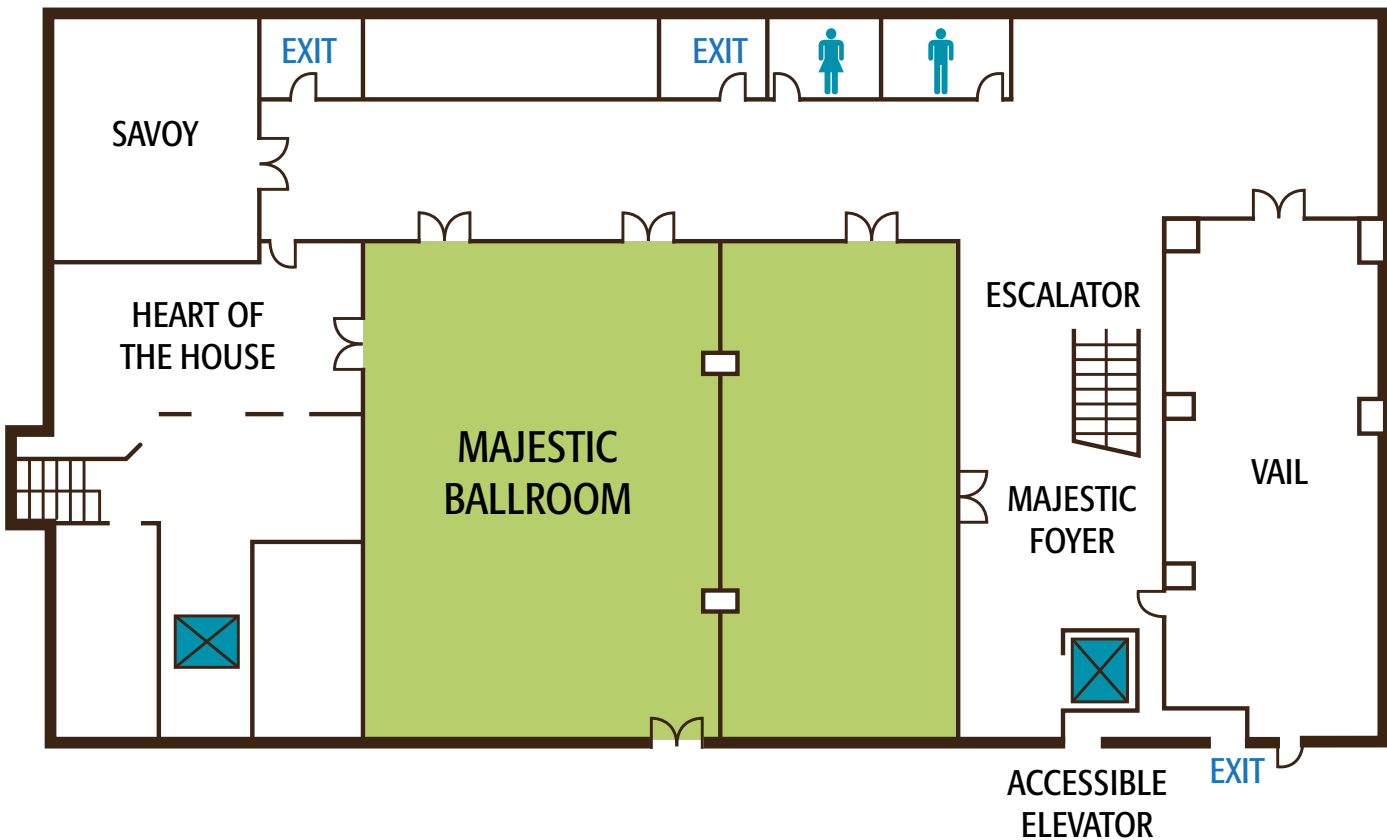 EXIT
EXIT
SAVOY
HEART OF
THE HOUSE
ESCALATOR
MAJESTIC
BALLROOM
VAIL
MAJESTIC
FOYER
EXIT
ACCESSIBLE
ELEVATOR